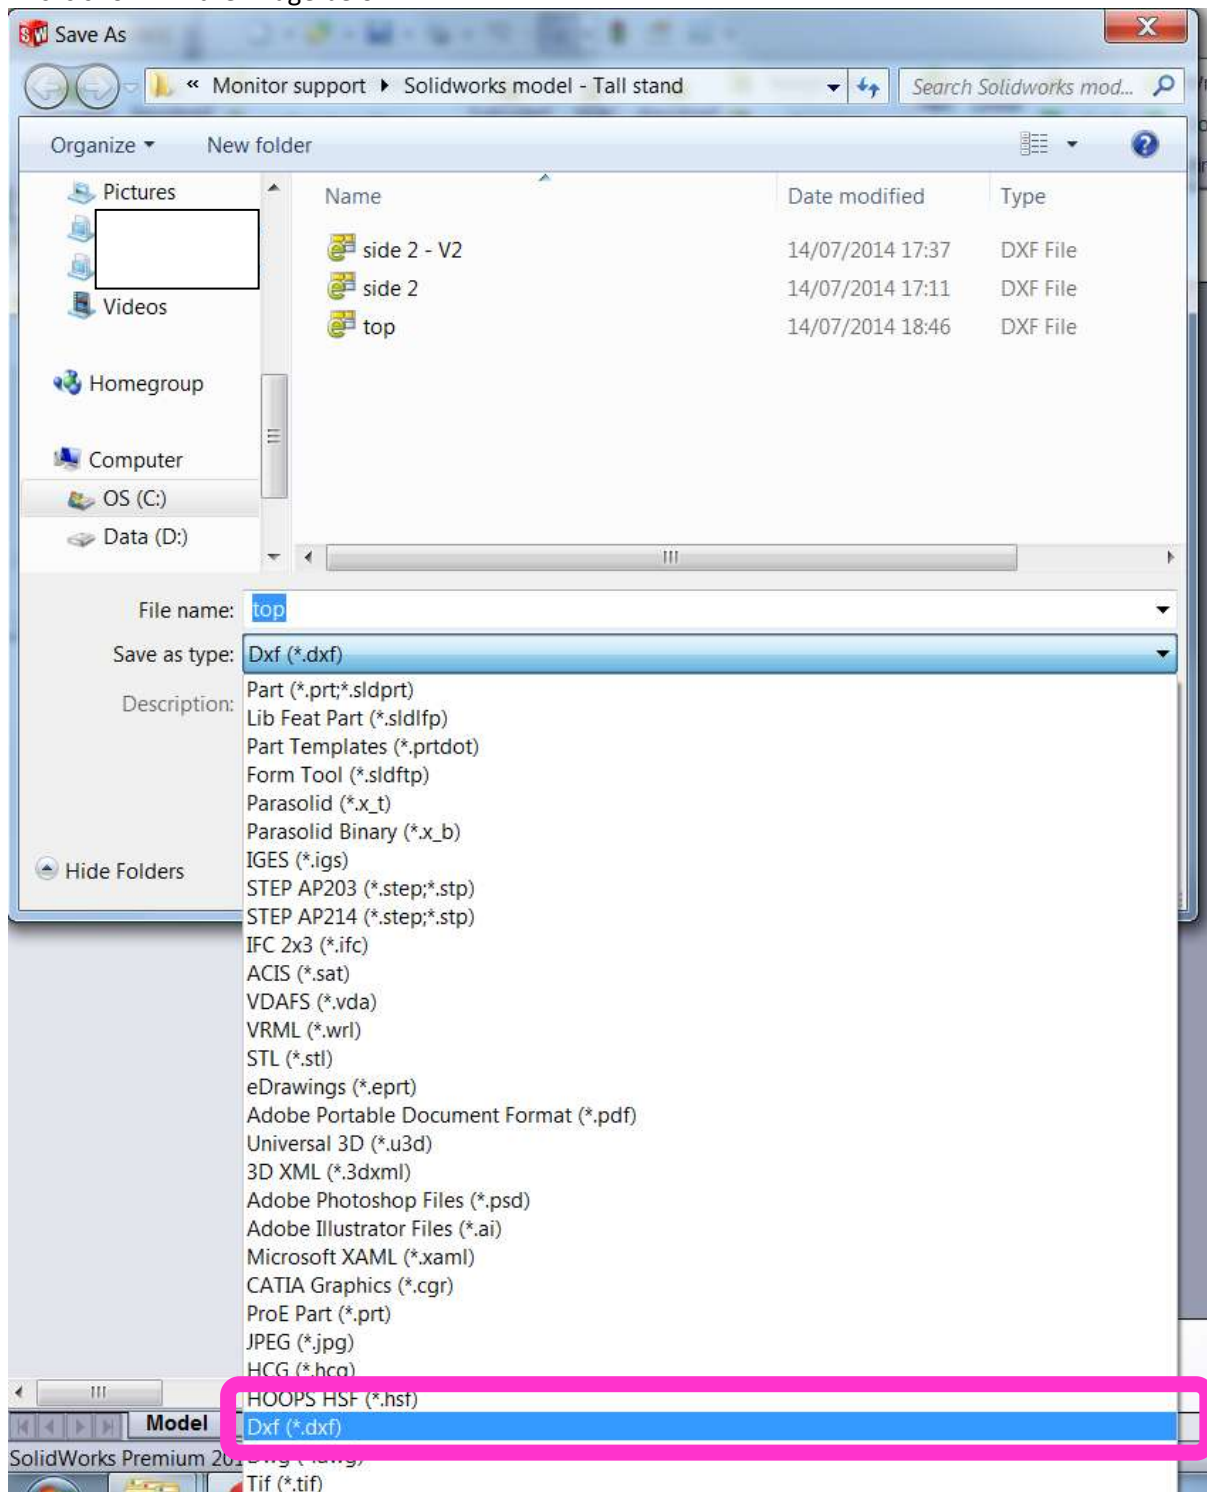 Save As
« Monitor support ▸ Solidworks model - Tall stand
Search Solidworks mod...
Organize
New folder
Pictures
Videos
Homegroup
Computer
OS (C:)
Data (D:)
Name Date modified Type
side 2 - V2 14/07/2014 17:37 DXF File
side 2 14/07/2014 17:11 DXF File
top 14/07/2014 18:46 DXF File
File name: top
Save as type: Dxf (*.dxf)
Description:
Hide Folders
Part (*.prt;*.sldprt)
Lib Feat Part (*.sldlfp)
Part Templates (*.prtdot)
Form Tool (*.sldftp)
Parasolid (*.x_t)
Parasolid Binary (*.x_b)
IGES (*.igs)
STEP AP203 (*.step;*.stp)
STEP AP214 (*.step;*.stp)
IFC 2x3 (*.ifc)
ACIS (*.sat)
VDAFS (*.vda)
VRML (*.wrl)
STL (*.stl)
eDrawings (*.eprt)
Adobe Portable Document Format (*.pdf)
Universal 3D (*.u3d)
3D XML (*.3dxml)
Adobe Photoshop Files (*.psd)
Adobe Illustrator Files (*.ai)
Microsoft XAML (*.xaml)
CATIA Graphics (*.cgr)
ProE Part (*.prt)
JPEG (*.jpg)
HCG (*.hcg)
HOOPS HSF (*.hsf)
Dxf (*.dxf)
Tif (*.tif)
Model
SolidWorks Premium 20